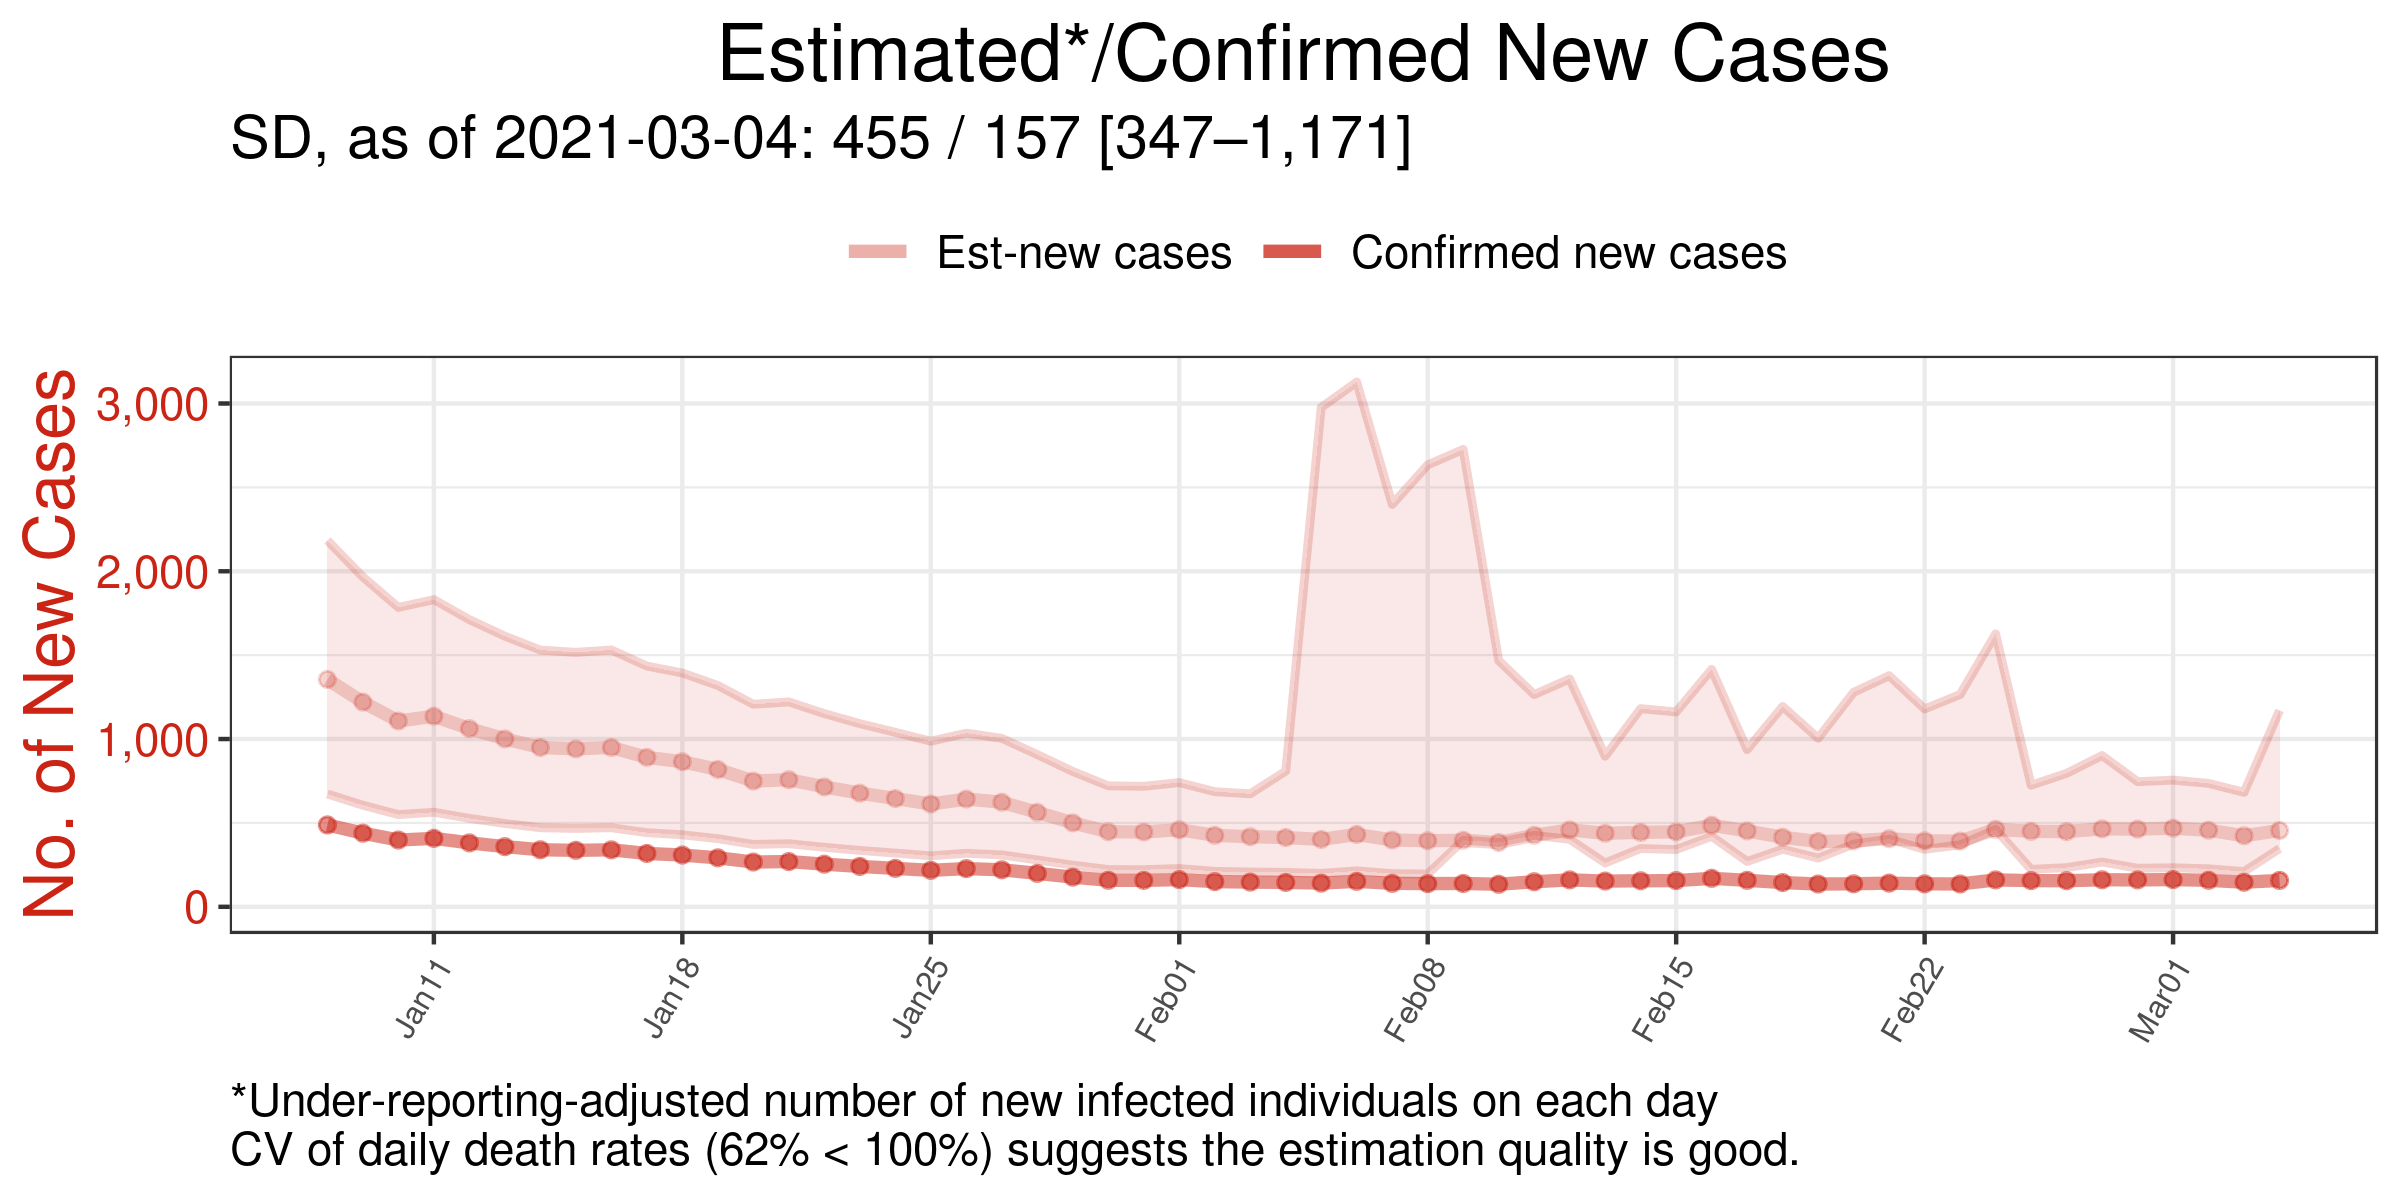 Estimated*/Confirmed New Cases
SD, as of 2021-03-04: 455 / 157 [347–1,171]
Est-new cases
Confirmed new cases
No. of New Cases
3,000
2,000
1,000
0
Jan11
Jan18
Jan25
Feb01
Feb08
Feb15
Feb22
Mar01
*Under-reporting-adjusted number of new infected individuals on each day
CV of daily death rates (62% < 100%) suggests the estimation quality is good.